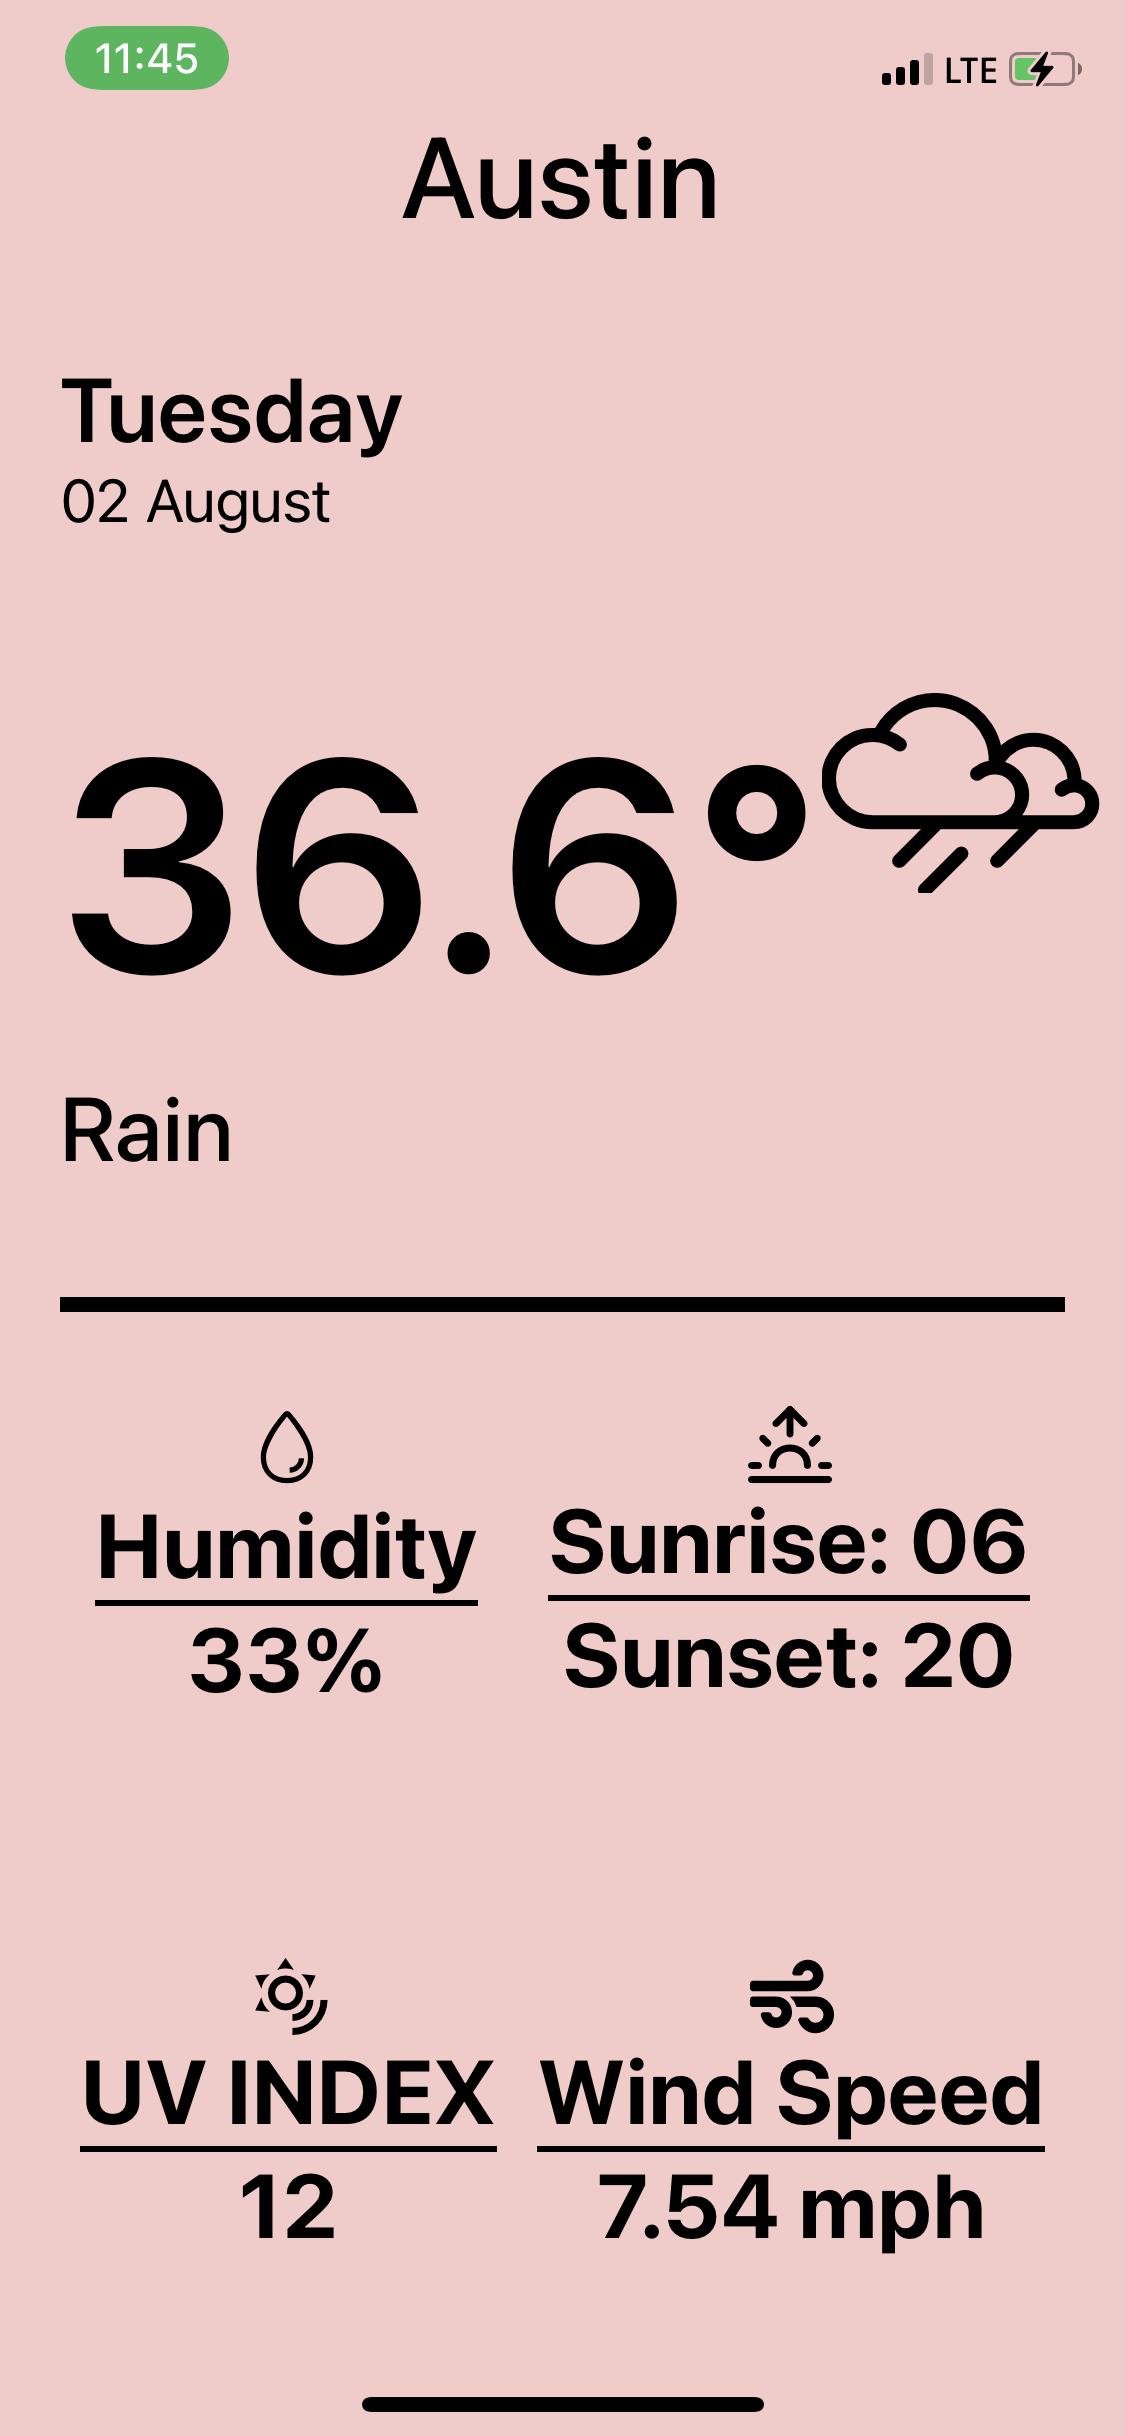 11:45
LTE
Austin
Tuesday
02 August
36.6°
Rain
Humidity
33%
Sunrise: 06
Sunset: 20
UV INDEX
12
Wind Speed
7.54 mph